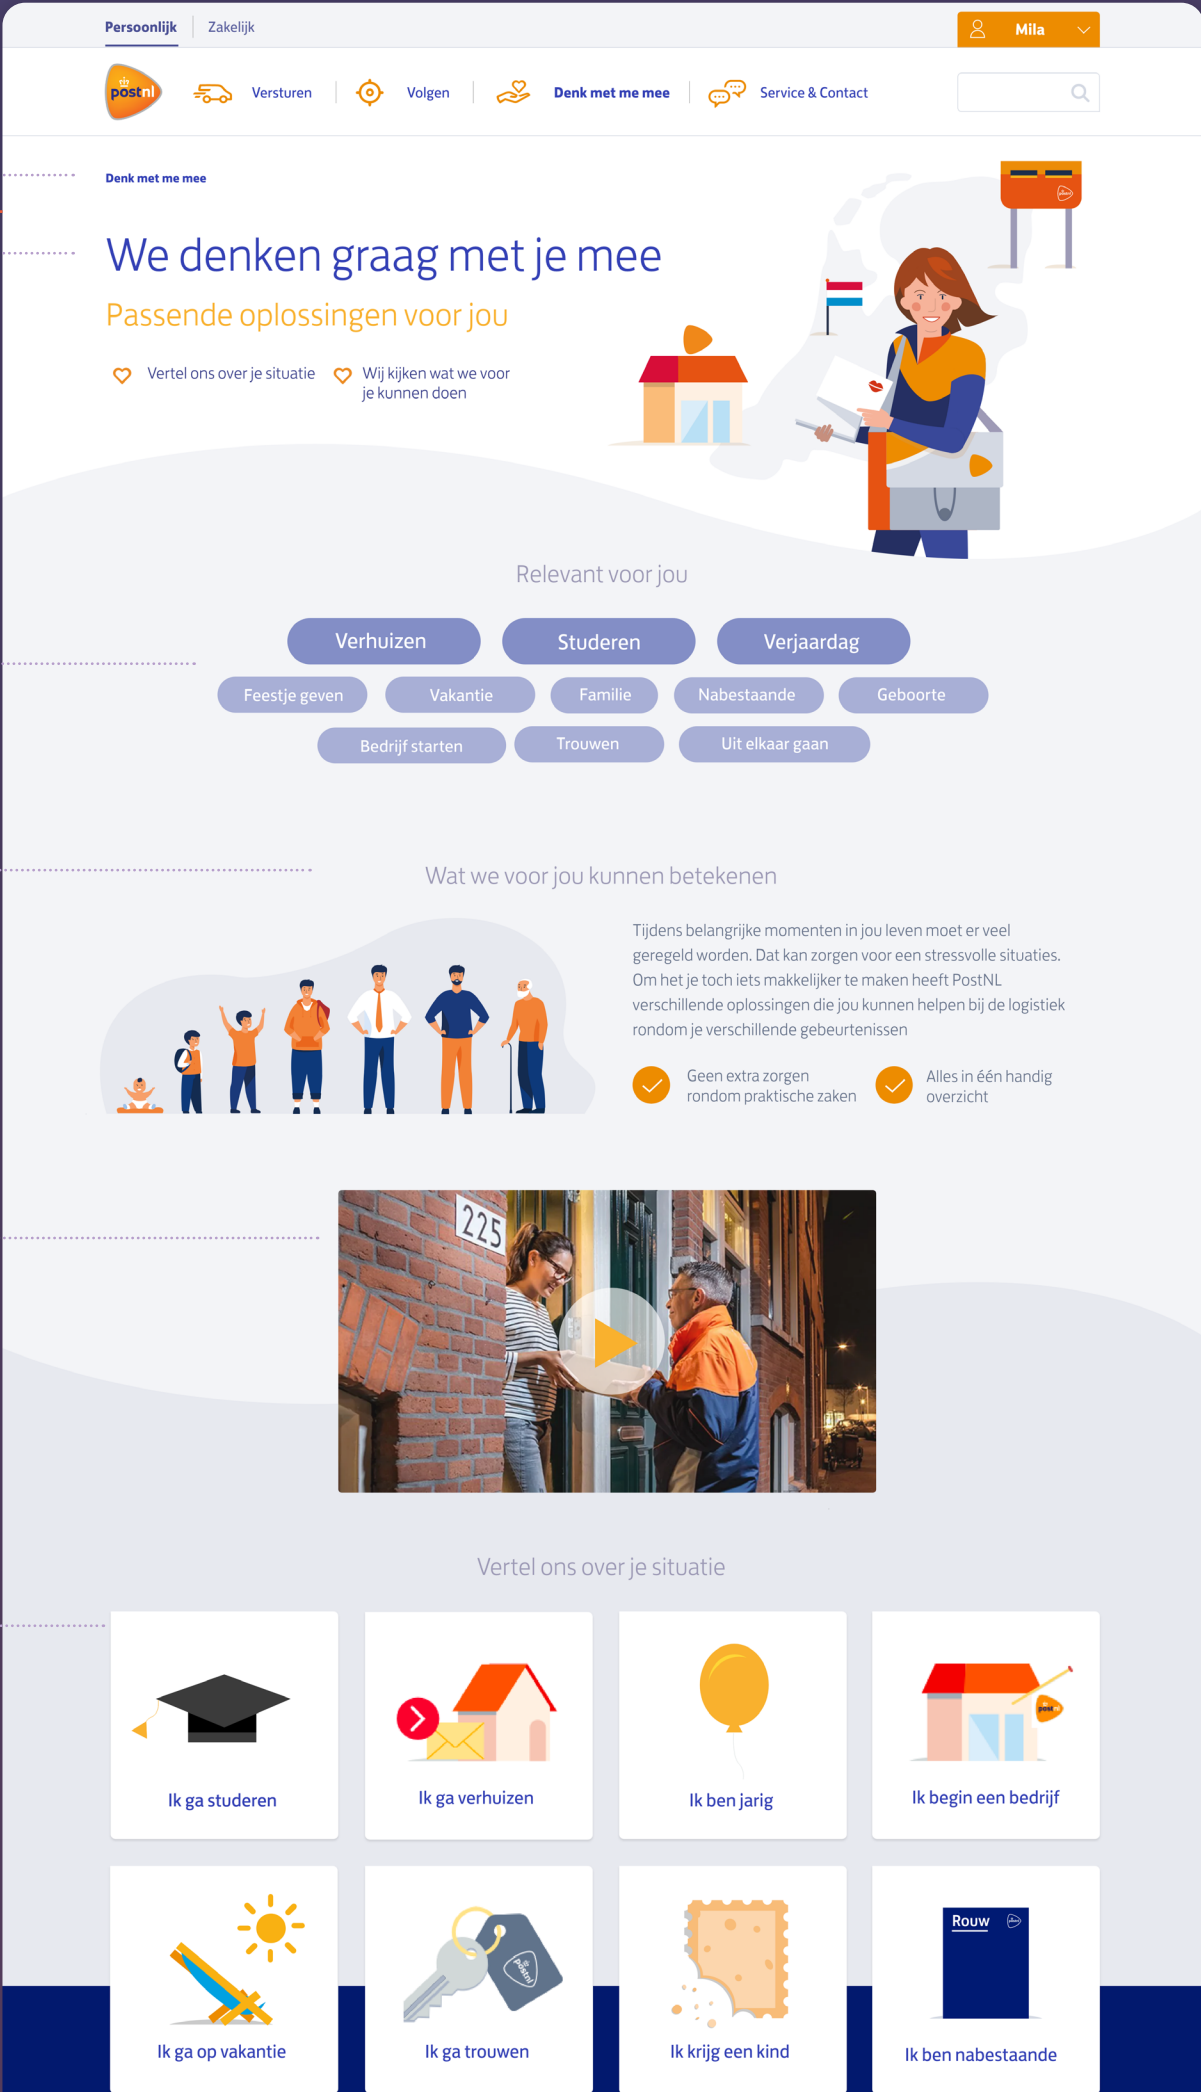 Persoonlijk
Zakelijk
Mila
postnl
Versturen
Volgen
Denk met me mee
Service & Contact
Denk met me mee
We denken graag met je mee
Passende oplossingen voor jou
Vertel ons over je situatie
Wij kijken wat we voor
je kunnen doen
Relevant voor jou
Verhuizen
Studeren
Verjaardag
Feestje geven
Vakantie
Familie
Nabestaande
Geboorte
Bedrijf starten
Trouwen
Uit elkaar gaan
Wat we voor jou kunnen betekenen
Tijdens belangrijke momenten in jou leven moet er veel
geregeld worden. Dat kan zorgen voor een stressvolle situaties.
Om het je toch iets makkelijker te maken heeft PostNL
verschillende oplossingen die jou kunnen helpen bij de logistiek
rondom je verschillende gebeurtenissen
Geen extra zorgen
rondom praktische zaken
Alles in één handig
overzicht
225
Vertel ons over je situatie
Ik ga studeren
Ik ga verhuizen
Ik ben jarig
postnl
Ik begin een bedrijf
Ik ga op vakantie
postnl
Ik ga trouwen
Ik krijg een kind
Rouw
Ik ben nabestaande